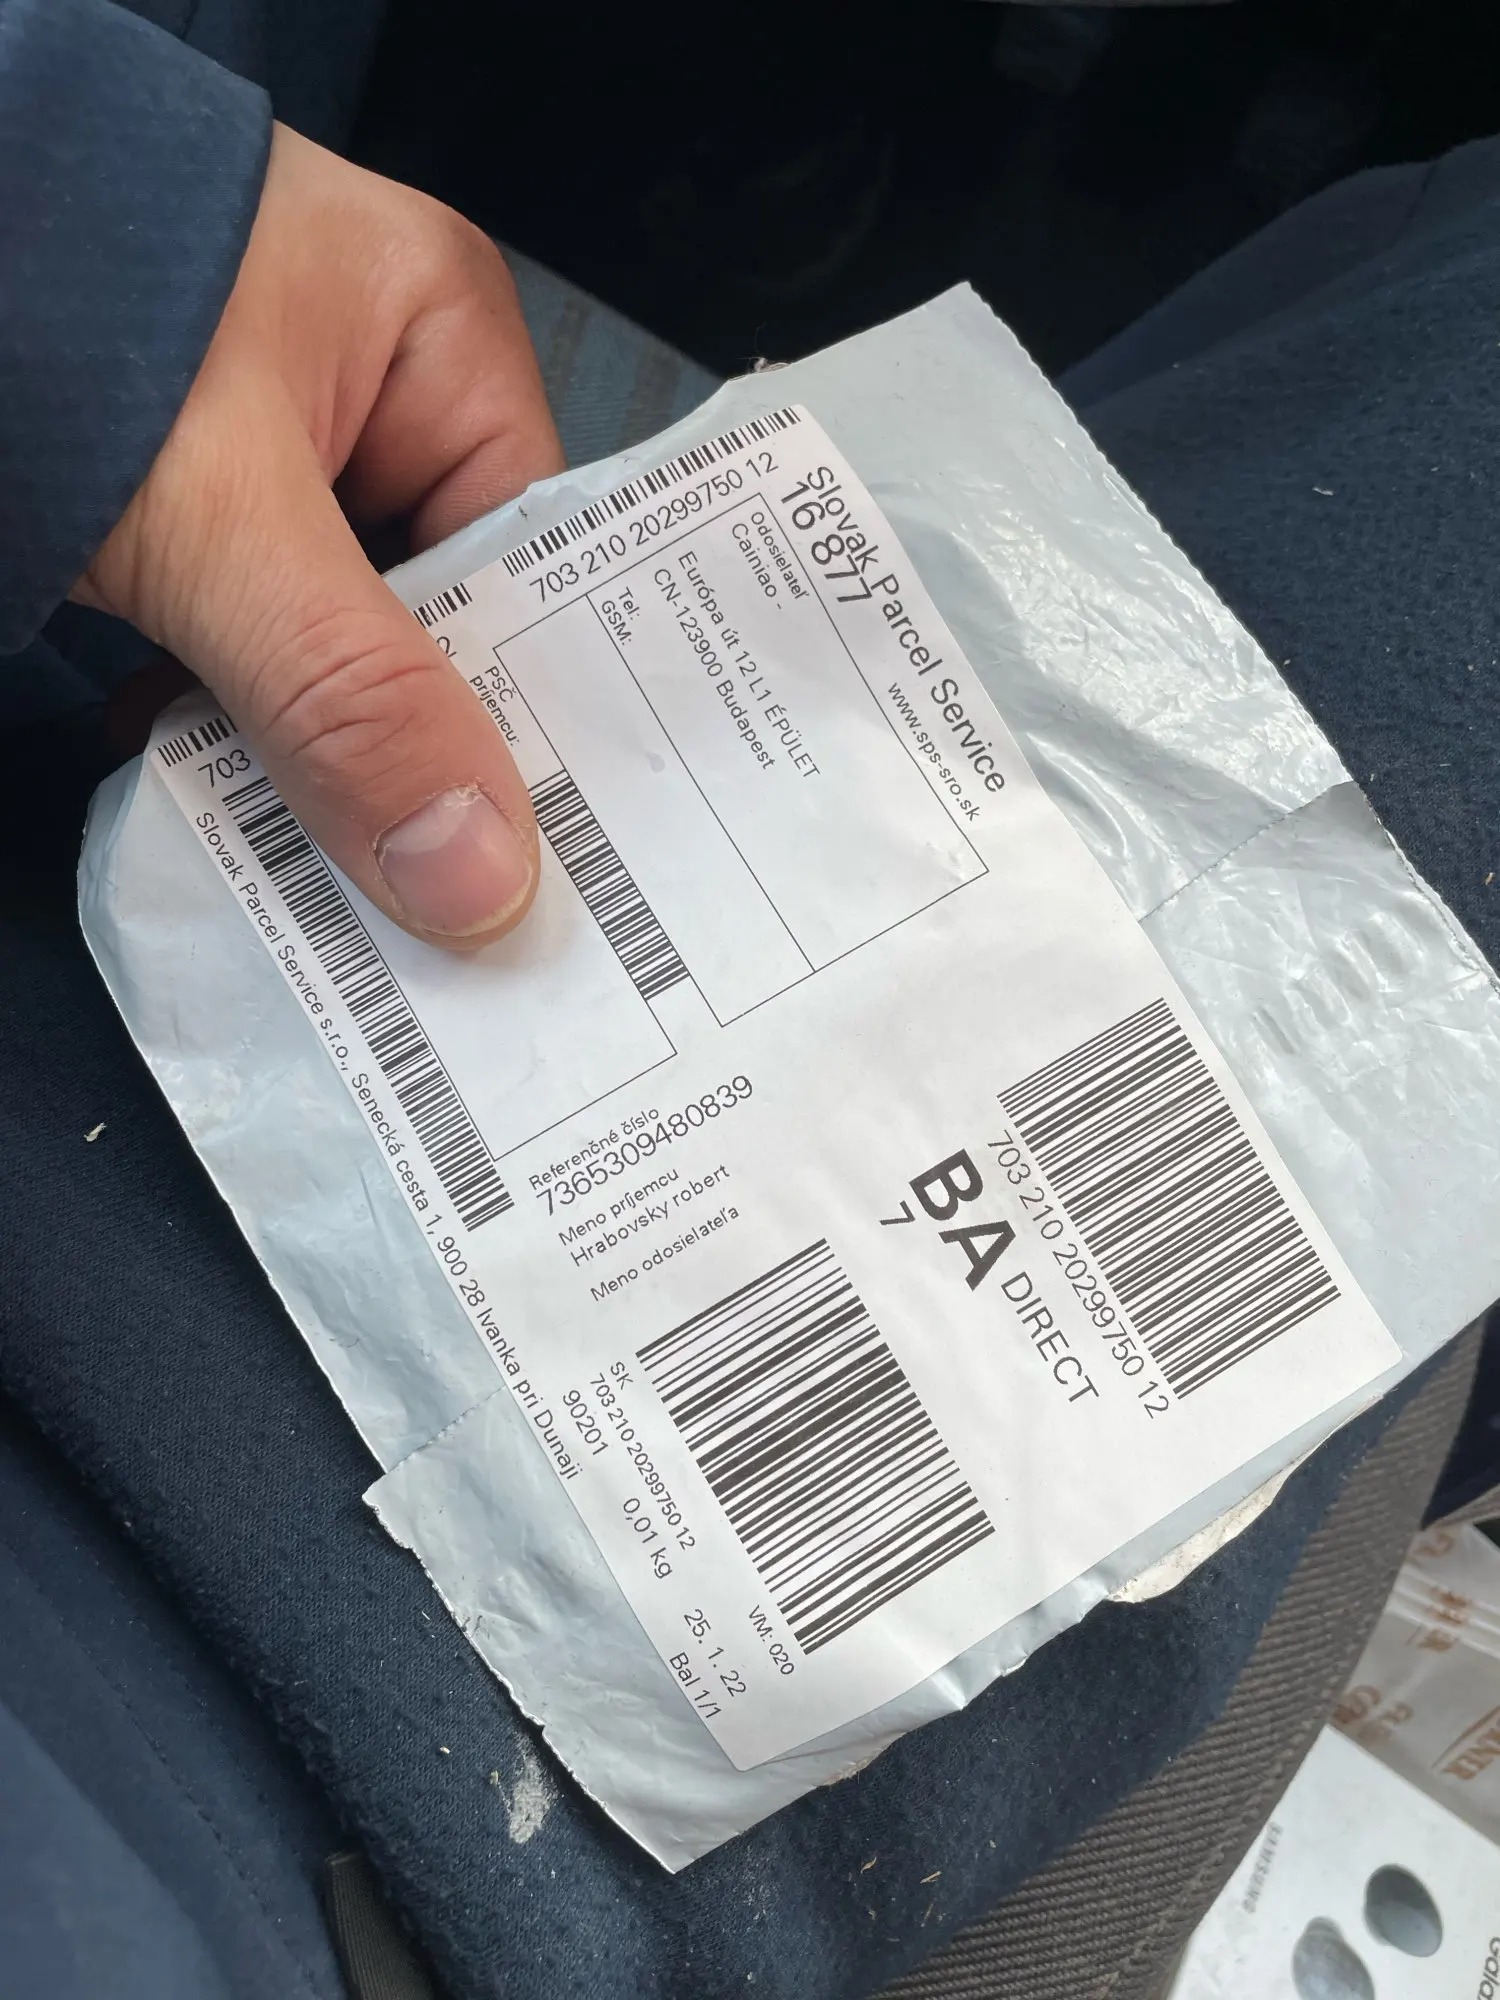 Slovak Parcel Service
16 877
www.sps-sro.sk
Odosielateľ
Cainiao -
Európa út 12 L1 ÉPÜLET
CN-123900 Budapest
Tel:
GSM:
703 210 20299750 12
PSČ
príjemcu:
703
Slovak Parcel Service s.r.o., Senecká cesta 1, 900 28 Ivanka pri Dunaji
Referenčné číslo
7365309480839
Meno príjemcu
Hrabovsky robert
Meno odosielateľa
703 210 20299750 12
BA DIRECT
7
SK
703 210 20299750 12
90201
0,01 kg
VM: 020
25. 1. 22
Bal 1/1
SAMSUNG